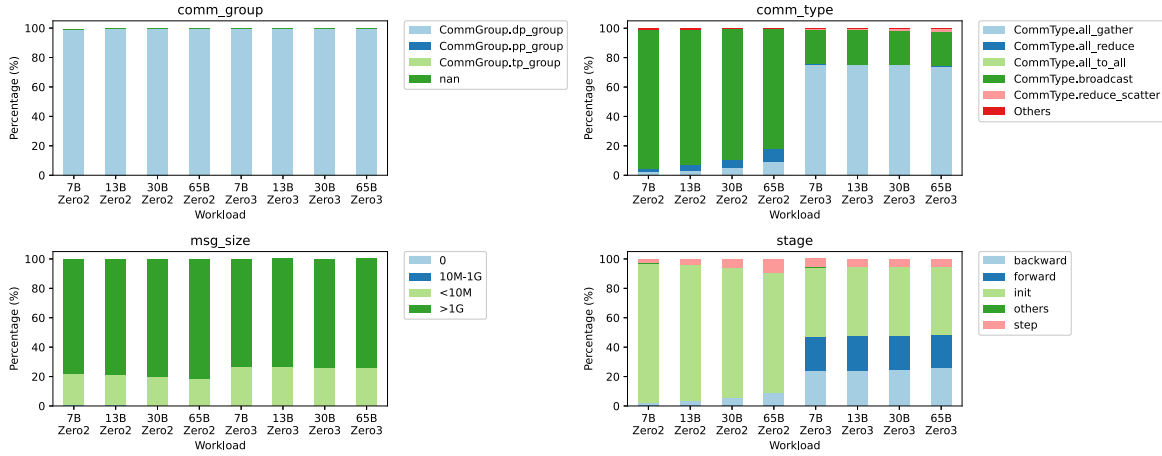 comm_group
Percentage (%)
100
80
60
40
20
0
7B Zero2
13B Zero2
30B Zero2
65B Zero2
7B Zero3
13B Zero3
30B Zero3
65B Zero3
Workload
CommGroup.dp_group
CommGroup.pp_group
CommGroup.tp_group
nan
comm_type
Percentage (%)
100
80
60
40
20
0
7B Zero2
13B Zero2
30B Zero2
65B Zero2
7B Zero3
13B Zero3
30B Zero3
65B Zero3
Workload
CommType.all_gather
CommType.all_reduce
CommType.all_to_all
CommType.broadcast
CommType.reduce_scatter
Others
msg_size
Percentage (%)
100
80
60
40
20
0
7B Zero2
13B Zero2
30B Zero2
65B Zero2
7B Zero3
13B Zero3
30B Zero3
65B Zero3
Workload
0
10M-1G
<10M
>1G
stage
Percentage (%)
100
80
60
40
20
0
7B Zero2
13B Zero2
30B Zero2
65B Zero2
7B Zero3
13B Zero3
30B Zero3
65B Zero3
Workload
backward
forward
init
others
step